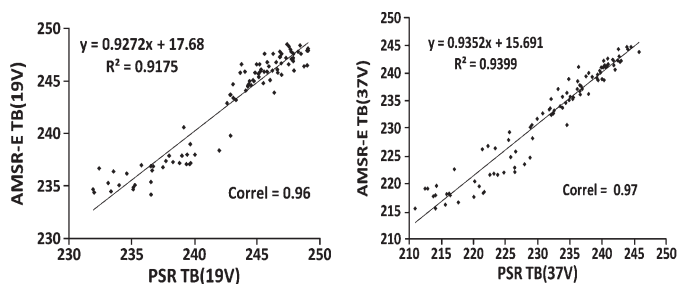 y = 0.9272x + 17.68
R² = 0.9175
Correl = 0.96
AMSR-E TB(19V)
250
245
240
235
230
230 235 240 245 250
PSR TB(19V)
y = 0.9352x + 15.691
R² = 0.9399
Correl = 0.97
AMSR-E TB(37V)
250
245
240
235
230
225
220
215
210
210 215 220 225 230 235 240 245 250
PSR TB(37V)